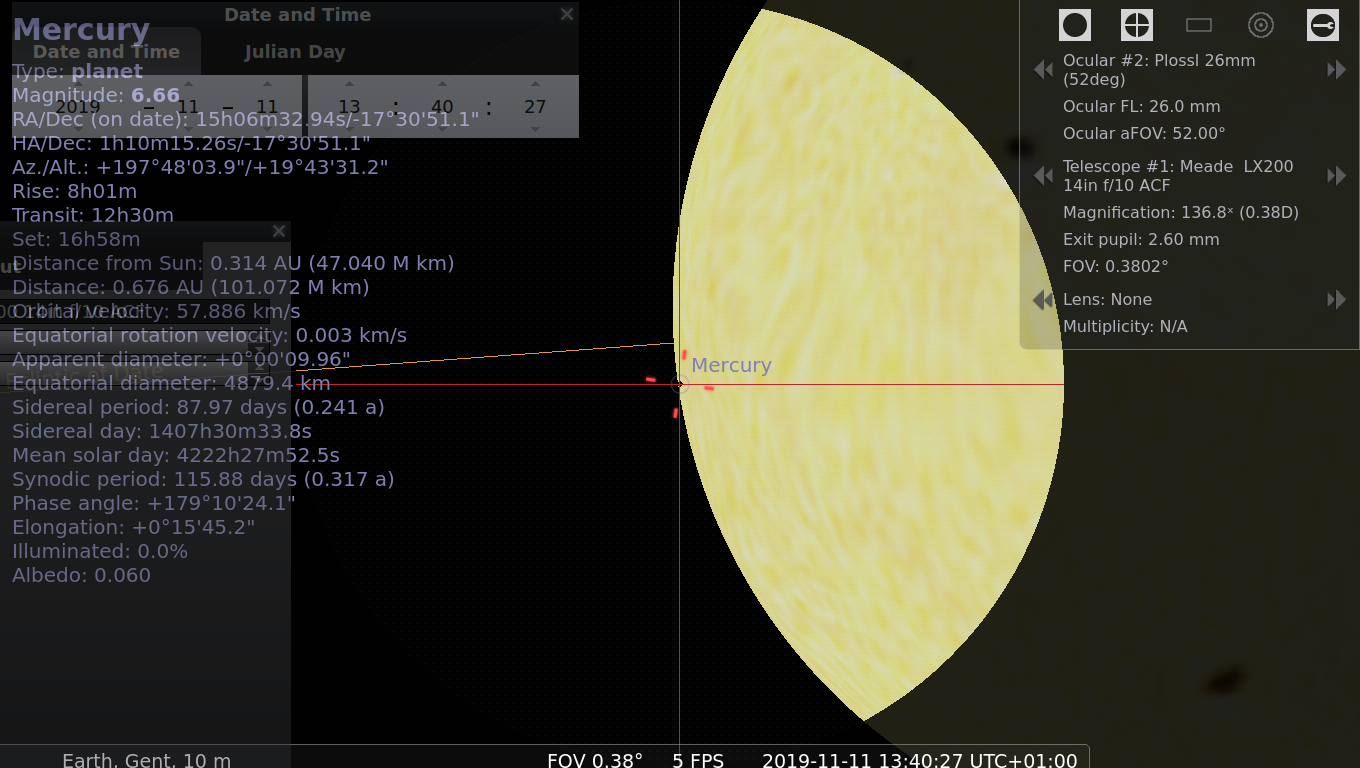 Date and Time
Mercury
Date and Time
Julian Day
Type: planet
Magnitude: 6.66
2019 – 11 – 11
13 : 40 : 27
RA/Dec (on date): 15h06m32.94s/-17°30'51.1"
HA/Dec: 1h10m15.26s/-17°30'51.1"
Az./Alt.: +197°48'03.9"/+19°43'31.2"
Rise: 8h01m
Transit: 12h30m
Set: 16h58m
Distance from Sun: 0.314 AU (47.040 M km)
Distance: 0.676 AU (101.072 M km)
Orbital velocity: 57.886 km/s
Equatorial rotation velocity: 0.003 km/s
Apparent diameter: +0°00'09.96"
Equatorial diameter: 4879.4 km
Sidereal period: 87.97 days (0.241 a)
Sidereal day: 1407h30m33.8s
Mean solar day: 4222h27m52.5s
Synodic period: 115.88 days (0.317 a)
Phase angle: +179°10'24.1"
Elongation: +0°15'45.2"
Illuminated: 0.0%
Albedo: 0.060
Mercury
Ocular #2: Plossl 26mm
(52deg)
Ocular FL: 26.0 mm
Ocular aFOV: 52.00°
Telescope #1: Meade LX200
14in f/10 ACF
Magnification: 136.8ˣ (0.38D)
Exit pupil: 2.60 mm
FOV: 0.3802°
Lens: None
Multiplicity: N/A
Earth, Gent, 10 m
FOV 0.38°
5 FPS
2019-11-11 13:40:27 UTC+01:00